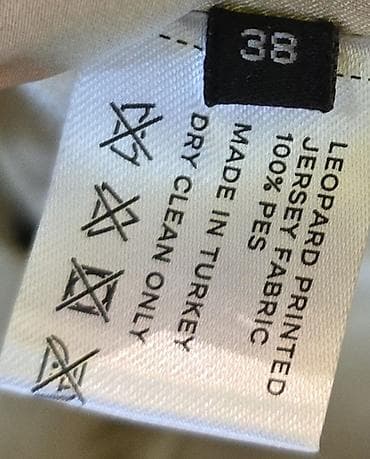 38
LEOPARD PRINTED
JERSEY FABRIC
100% PES
MADE IN TURKEY
DRY CLEAN ONLY